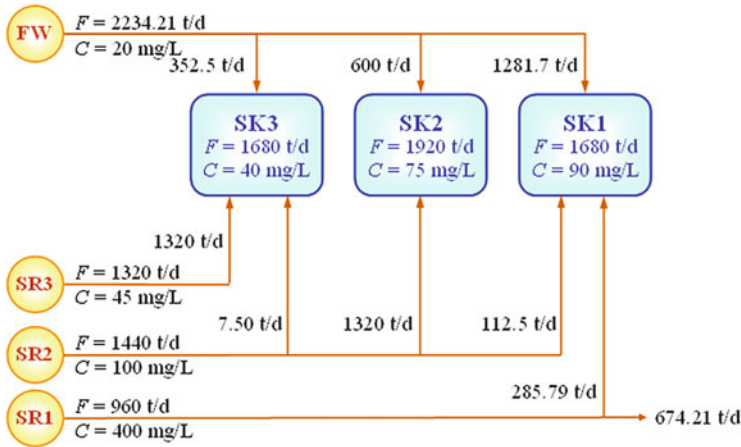 FW
F = 2234.21 t/d
C = 20 mg/L
352.5 t/d
600 t/d
1281.7 t/d
SK3
F = 1680 t/d
C = 40 mg/L
SK2
F = 1920 t/d
C = 75 mg/L
SK1
F = 1680 t/d
C = 90 mg/L
1320 t/d
SR3
F = 1320 t/d
C = 45 mg/L
7.50 t/d
1320 t/d
112.5 t/d
SR2
F = 1440 t/d
C = 100 mg/L
285.79 t/d
SR1
F = 960 t/d
C = 400 mg/L
674.21 t/d